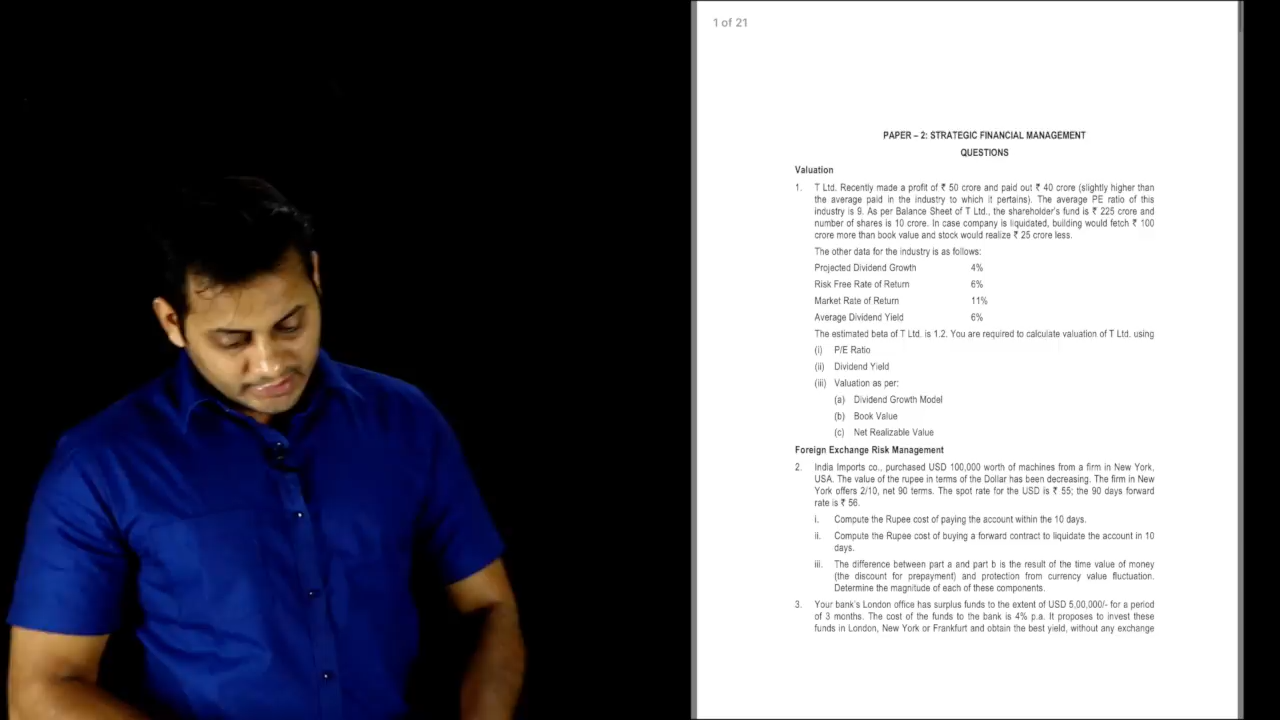 1 of 21
PAPER – 2: STRATEGIC FINANCIAL MANAGEMENT
QUESTIONS
Valuation
1. T Ltd. Recently made a profit of ₹ 50 crore and paid out ₹ 40 crore (slightly higher than
the average paid in the industry to which it pertains). The average PE ratio of this
industry is 9. As per Balance Sheet of T Ltd., the shareholder's fund is ₹ 225 crore and
number of shares is 10 crore. In case company is liquidated, building would fetch ₹ 100
crore more than book value and stock would realize ₹ 25 crore less.
The other data for the industry is as follows:
Projected Dividend Growth 4%
Risk Free Rate of Return 6%
Market Rate of Return 11%
Average Dividend Yield 6%
The estimated beta of T Ltd. is 1.2. You are required to calculate valuation of T Ltd. using
(i) P/E Ratio
(ii) Dividend Yield
(iii) Valuation as per:
(a) Dividend Growth Model
(b) Book Value
(c) Net Realizable Value
Foreign Exchange Risk Management
2. India Imports co., purchased USD 100,000 worth of machines from a firm in New York,
USA. The value of the rupee in terms of the Dollar has been decreasing. The firm in New
York offers 2/10, net 90 terms. The spot rate for the USD is ₹ 55; the 90 days forward
rate is ₹ 56.
i. Compute the Rupee cost of paying the account within the 10 days.
ii. Compute the Rupee cost of buying a forward contract to liquidate the account in 10
days.
iii. The difference between part a and part b is the result of the time value of money
(the discount for prepayment) and protection from currency value fluctuation.
Determine the magnitude of each of these components.
3. Your bank's London office has surplus funds to the extent of USD 5,00,000/- for a period
of 3 months. The cost of the funds to the bank is 4% p.a. It proposes to invest these
funds in London, New York or Frankfurt and obtain the best yield, without any exchange